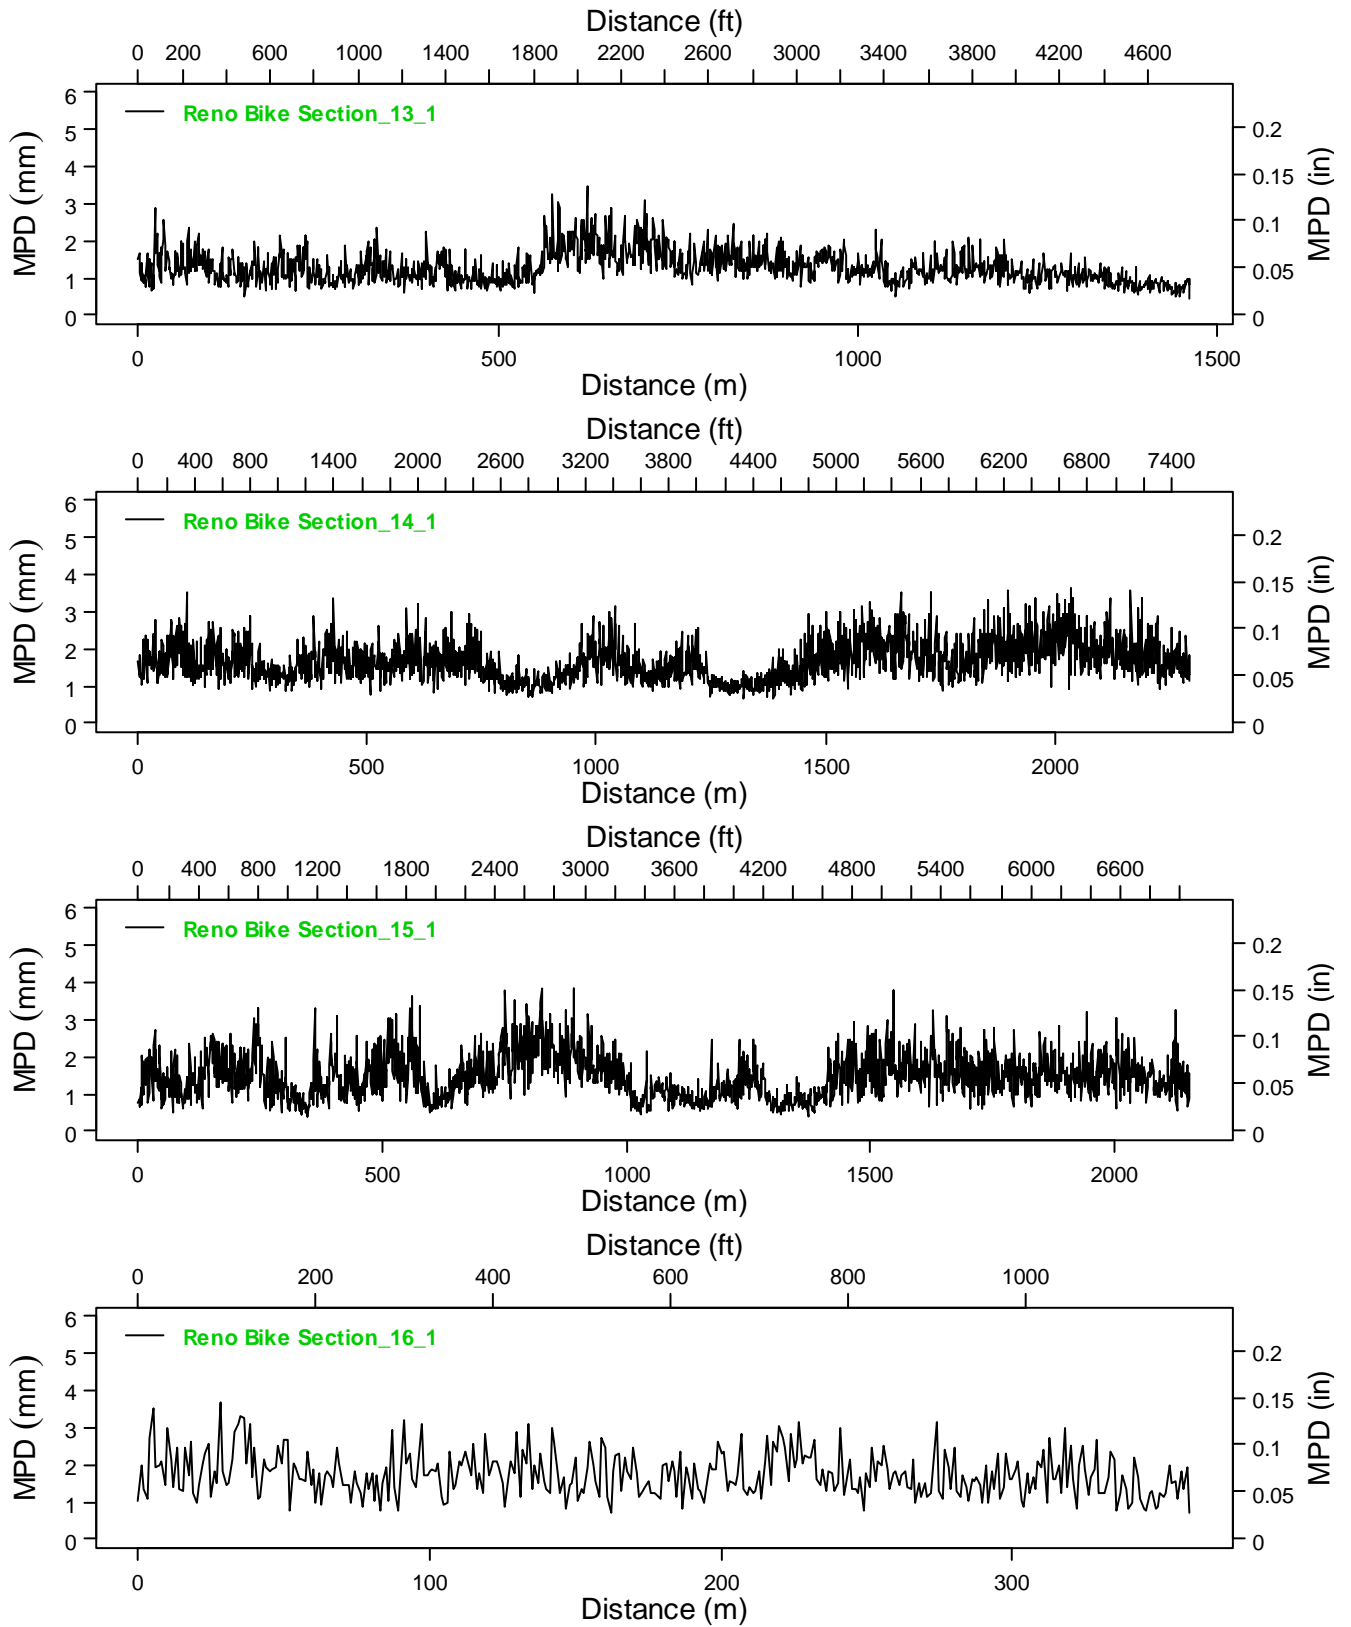 Distance (ft)
0 200 600 1000 1400 1800 2200 2600 3000 3400 3800 4200 4600
Reno Bike Section_13_1
6
5
4
3
2
1
0
MPD (mm)
0.2
0.15
0.1
0.05
0
MPD (in)
0 500 1000 1500
Distance (m)
Distance (ft)
0 400 800 1400 2000 2600 3200 3800 4400 5000 5600 6200 6800 7400
Reno Bike Section_14_1
6
5
4
3
2
1
0
MPD (mm)
0.2
0.15
0.1
0.05
0
MPD (in)
0 500 1000 1500 2000
Distance (m)
Distance (ft)
0 400 800 1200 1800 2400 3000 3600 4200 4800 5400 6000 6600
Reno Bike Section_15_1
6
5
4
3
2
1
0
MPD (mm)
0.2
0.15
0.1
0.05
0
MPD (in)
0 500 1000 1500 2000
Distance (m)
Distance (ft)
0 200 400 600 800 1000
Reno Bike Section_16_1
6
5
4
3
2
1
0
MPD (mm)
0.2
0.15
0.1
0.05
0
MPD (in)
0 100 200 300
Distance (m)